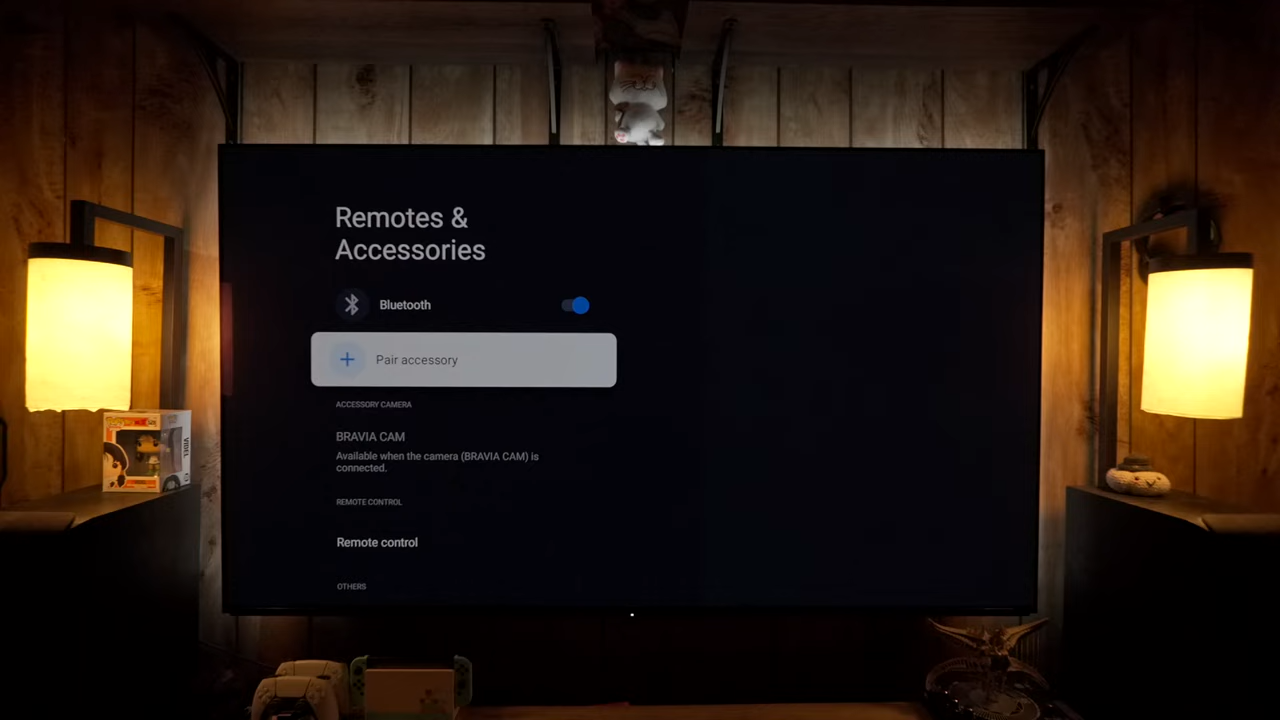 Remotes &
Accessories
Bluetooth
Pair accessory
ACCESSORY CAMERA
BRAVIA CAM
Available when the camera (BRAVIA CAM) is
connected.
REMOTE CONTROL
Remote control
OTHERS
VIDEL